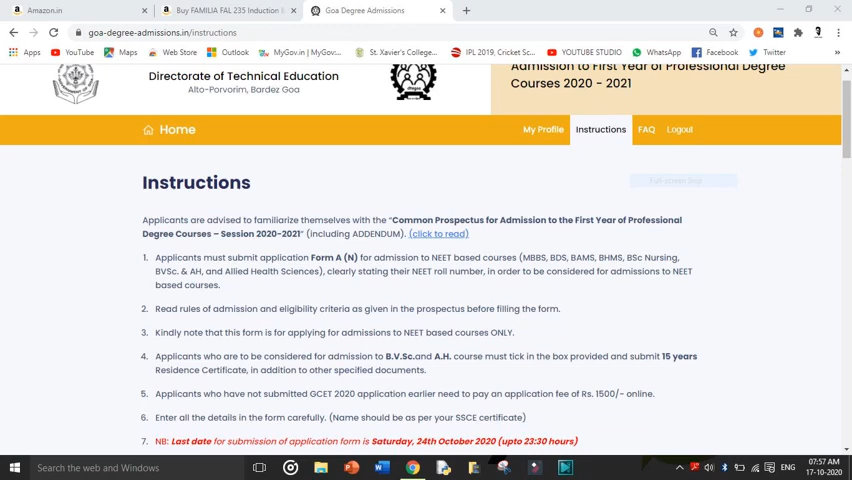 Amazon.in
Buy FAMILIA FAL 235 Induction
Goa Degree Admissions
goa-degree-admissions.in/instructions
Apps YouTube Maps Web Store Outlook MyGov.in | MyGov... St. Xavier's College... IPL 2019, Cricket Sc... YOUTUBE STUDIO WhatsApp Facebook Twitter
Directorate of Technical Education
Alto-Porvorim, Bardez Goa
Admission to First Year of Professional Degree
Courses 2020 - 2021
Home My Profile Instructions FAQ Logout
Instructions
Full-screen Snip
Applicants are advised to familiarize themselves with the "Common Prospectus for Admission to the First Year of Professional
Degree Courses – Session 2020-2021" (including ADDENDUM). (click to read)
1. Applicants must submit application Form A (N) for admission to NEET based courses (MBBS, BDS, BAMS, BHMS, BSc Nursing,
BVSc. & AH, and Allied Health Sciences), clearly stating their NEET roll number, in order to be considered for admissions to NEET
based courses.
2. Read rules of admission and eligibility criteria as given in the prospectus before filling the form.
3. Kindly note that this form is for applying for admissions to NEET based courses ONLY.
4. Applicants who are to be considered for admission to B.V.Sc.and A.H. course must tick in the box provided and submit 15 years
Residence Certificate, in addition to other specified documents.
5. Applicants who have not submitted GCET 2020 application earlier need to pay an application fee of Rs. 1500/- online.
6. Enter all the details in the form carefully. (Name should be as per your SSCE certificate)
7. NB: Last date for submission of application form is Saturday, 24th October 2020 (upto 23:30 hours)
Search the web and Windows
ENG
07:57 AM
17-10-2020